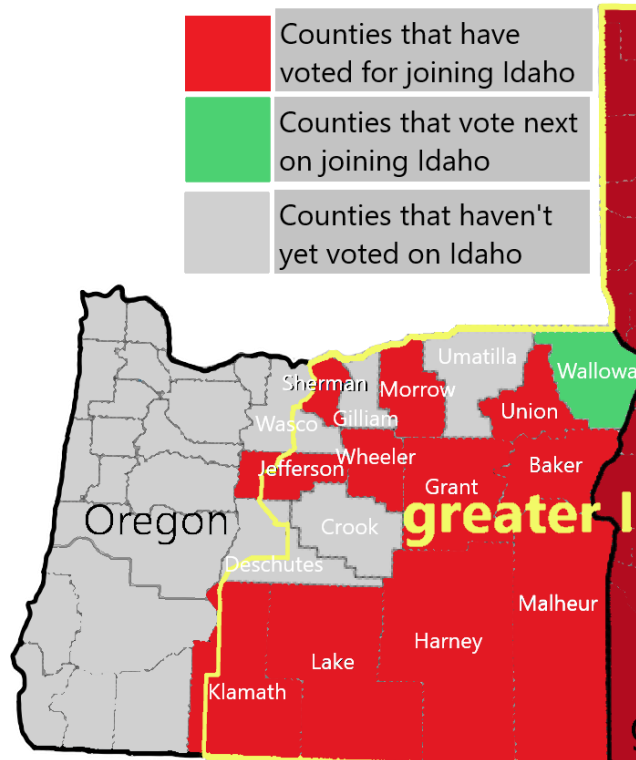 Counties that have
voted for joining Idaho
Counties that vote next
on joining Idaho
Counties that haven't
yet voted on Idaho
Umatilla
Wallowa
Sherman
Morrow
Union
Gilliam
Wasco
Wheeler
Jefferson
Baker
Grant
greater
Oregon
Crook
Deschutes
Malheur
Harney
Lake
Klamath